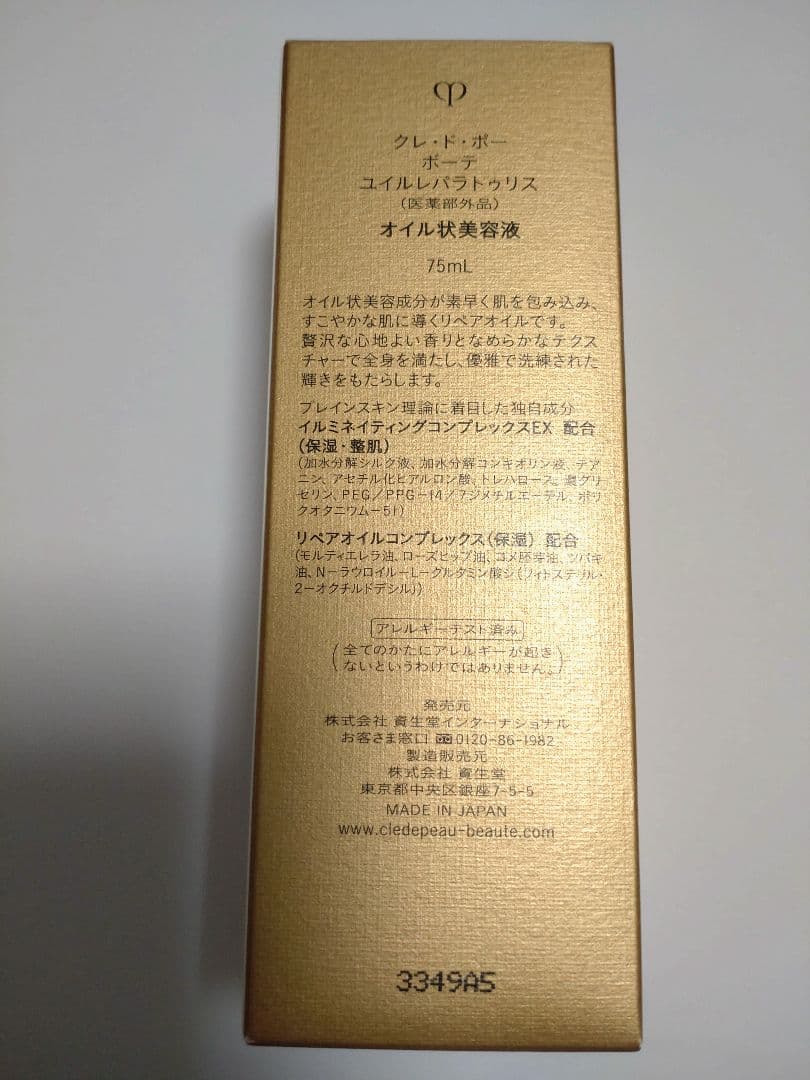 クレ・ド・ポー
ボーテ
ユイルレパラトゥリス
（医薬部外品）
オイル状美容液
75mL
オイル状美容成分が素早く肌を包み込み、
すこやかな肌に導くリペアオイルです。
贅沢な心地よい香りとなめらかなテクス
チャーで全身を満たし、優雅で洗練された
輝きをもたらします。
ブレインスキン理論に着目した独自成分
イルミネイティングコンプレックスEX 配合
（保湿・整肌）
（加水分解シルク液、加水分解コンキオリン液、テア
ニン、アセチル化ヒアルロン酸、トレハロース、濃グリ
セリン、PEG／PPG－14／7ジメチルエーテル、ポリ
クオタニウム－51）
リペアオイルコンプレックス（保湿） 配合
（モルティエレラ油、ローズヒップ油、コメ胚芽油、ツバキ
油、N－ラウロイル－L－グルタミン酸ジ（フィトステリル・
2－オクチルドデシル））
アレルギーテスト済み
（全てのかたにアレルギーが起き
ないというわけではありません。）
発売元
株式会社 資生堂インターナショナル
お客さま窓口 0120-86-1982
製造販売元
株式会社 資生堂
東京都中央区銀座7-5-5
MADE IN JAPAN
www.cledepeau-beaute.com
3349A5